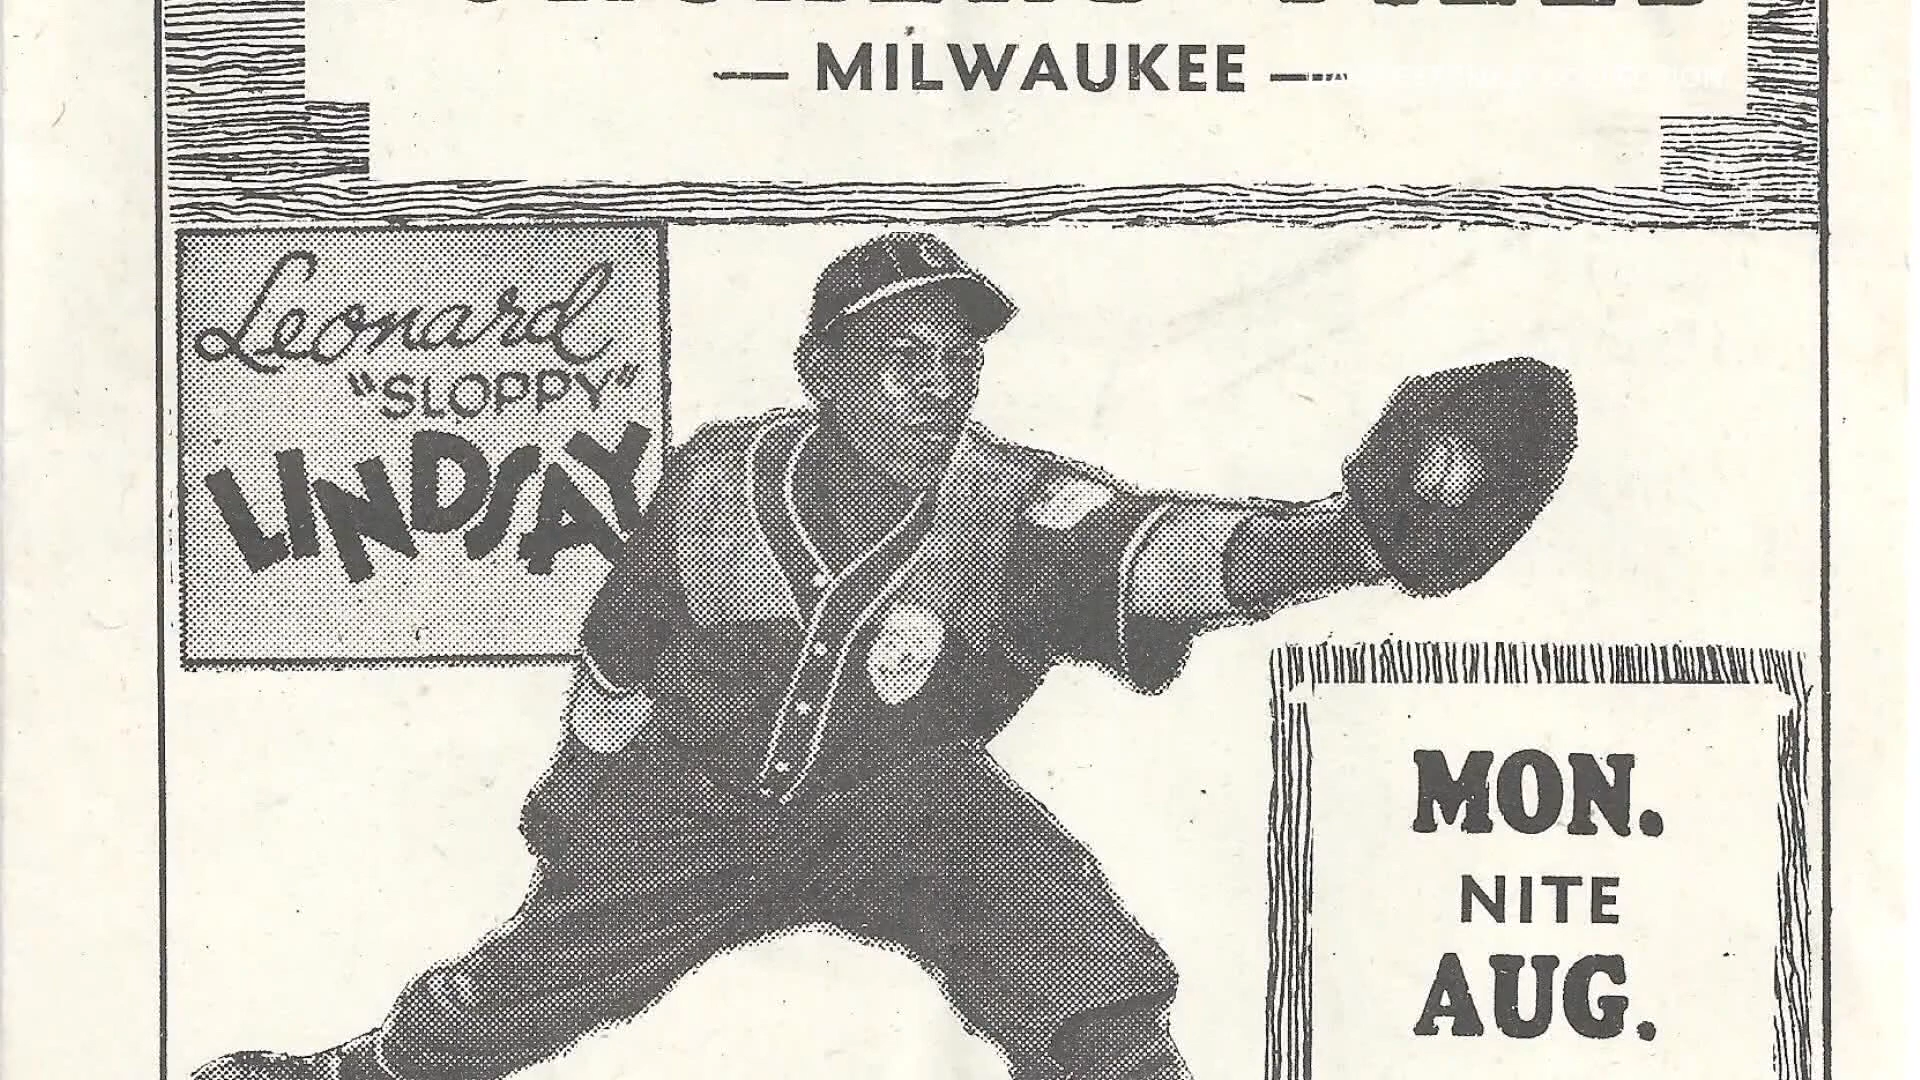 — MILWAUKEE —
Leonard
"SLOPPY"
LINDSAY
MON.
NITE
AUG.